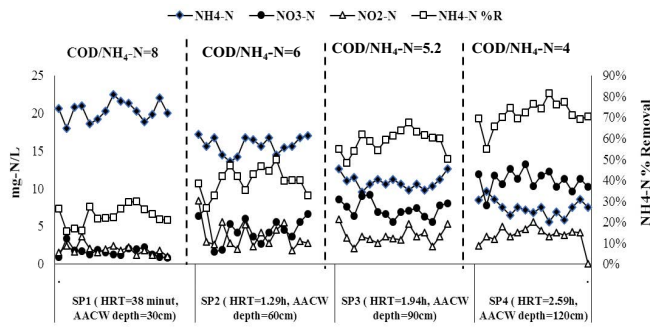 NH4-N NO3-N NO2-N NH4-N %R
COD/NH4-N=8 COD/NH4-N=6 COD/NH4-N=5.2 COD/NH4-N=4
25
20
15
10
5
0
mg-N/L
90%
80%
70%
60%
50%
40%
30%
20%
10%
0%
NH4-N % Removal
SP1 ( HRT=38 minut, AACW depth=30cm)
SP2 ( HRT=1.29h, AACW depth=60cm)
SP3 ( HRT=1.94h, AACW depth=90cm)
SP4 ( HRT=2.59h, AACW depth=120cm)